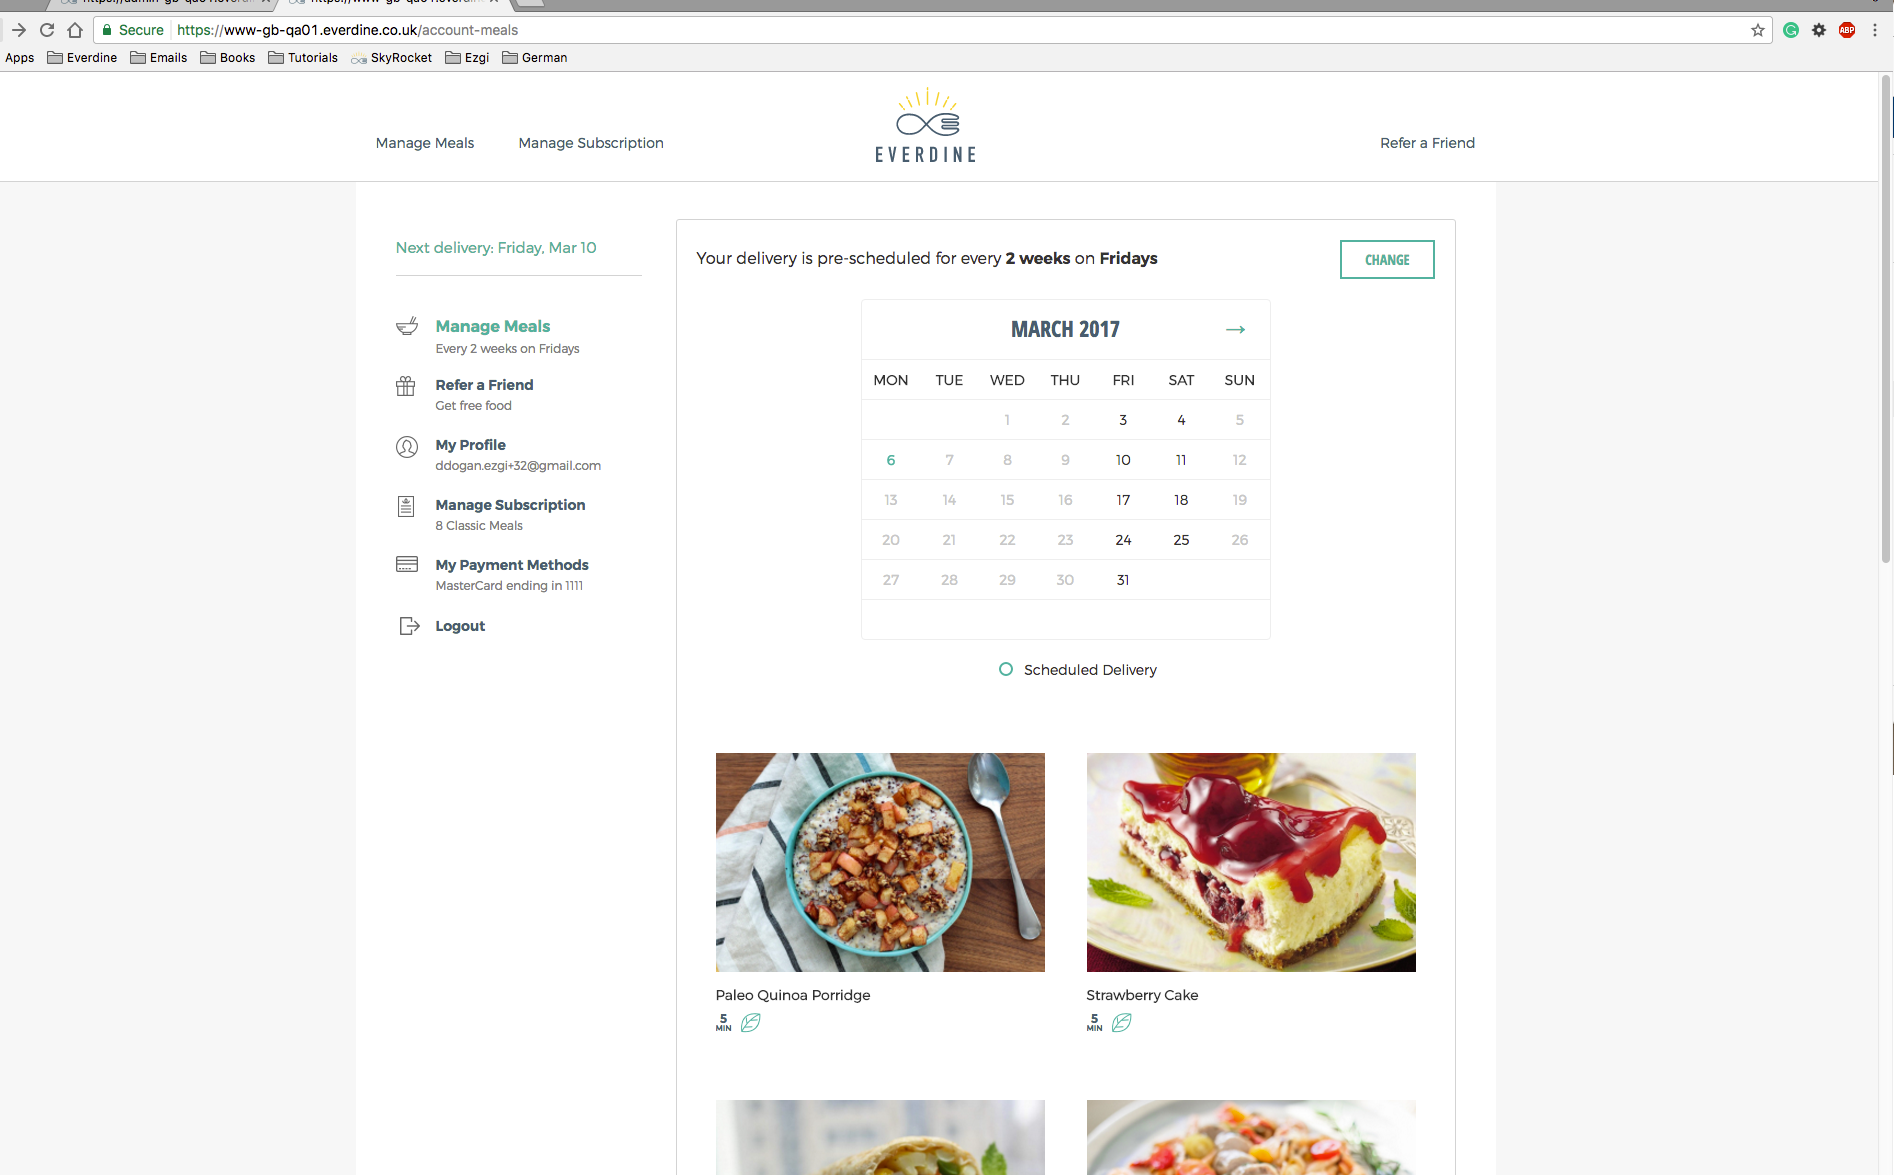 Secure https://www-gb-qa01.everdine.co.uk/account-meals
ABP
Apps Everdine Emails Books Tutorials SkyRocket Ezgi German
Manage Meals Manage Subscription EVERDINE Refer a Friend
Next delivery: Friday, Mar 10
Manage Meals
Every 2 weeks on Fridays
Refer a Friend
Get free food
My Profile
ddogan.ezgi+32@gmail.com
Manage Subscription
8 Classic Meals
My Payment Methods
MasterCard ending in 1111
Logout
Your delivery is pre-scheduled for every 2 weeks on Fridays
CHANGE
MARCH 2017 →
MON TUE WED THU FRI SAT SUN
1 2 3 4 5
6 7 8 9 10 11 12
13 14 15 16 17 18 19
20 21 22 23 24 25 26
27 28 29 30 31
Scheduled Delivery
Paleo Quinoa Porridge
5
MIN
Strawberry Cake
5
MIN